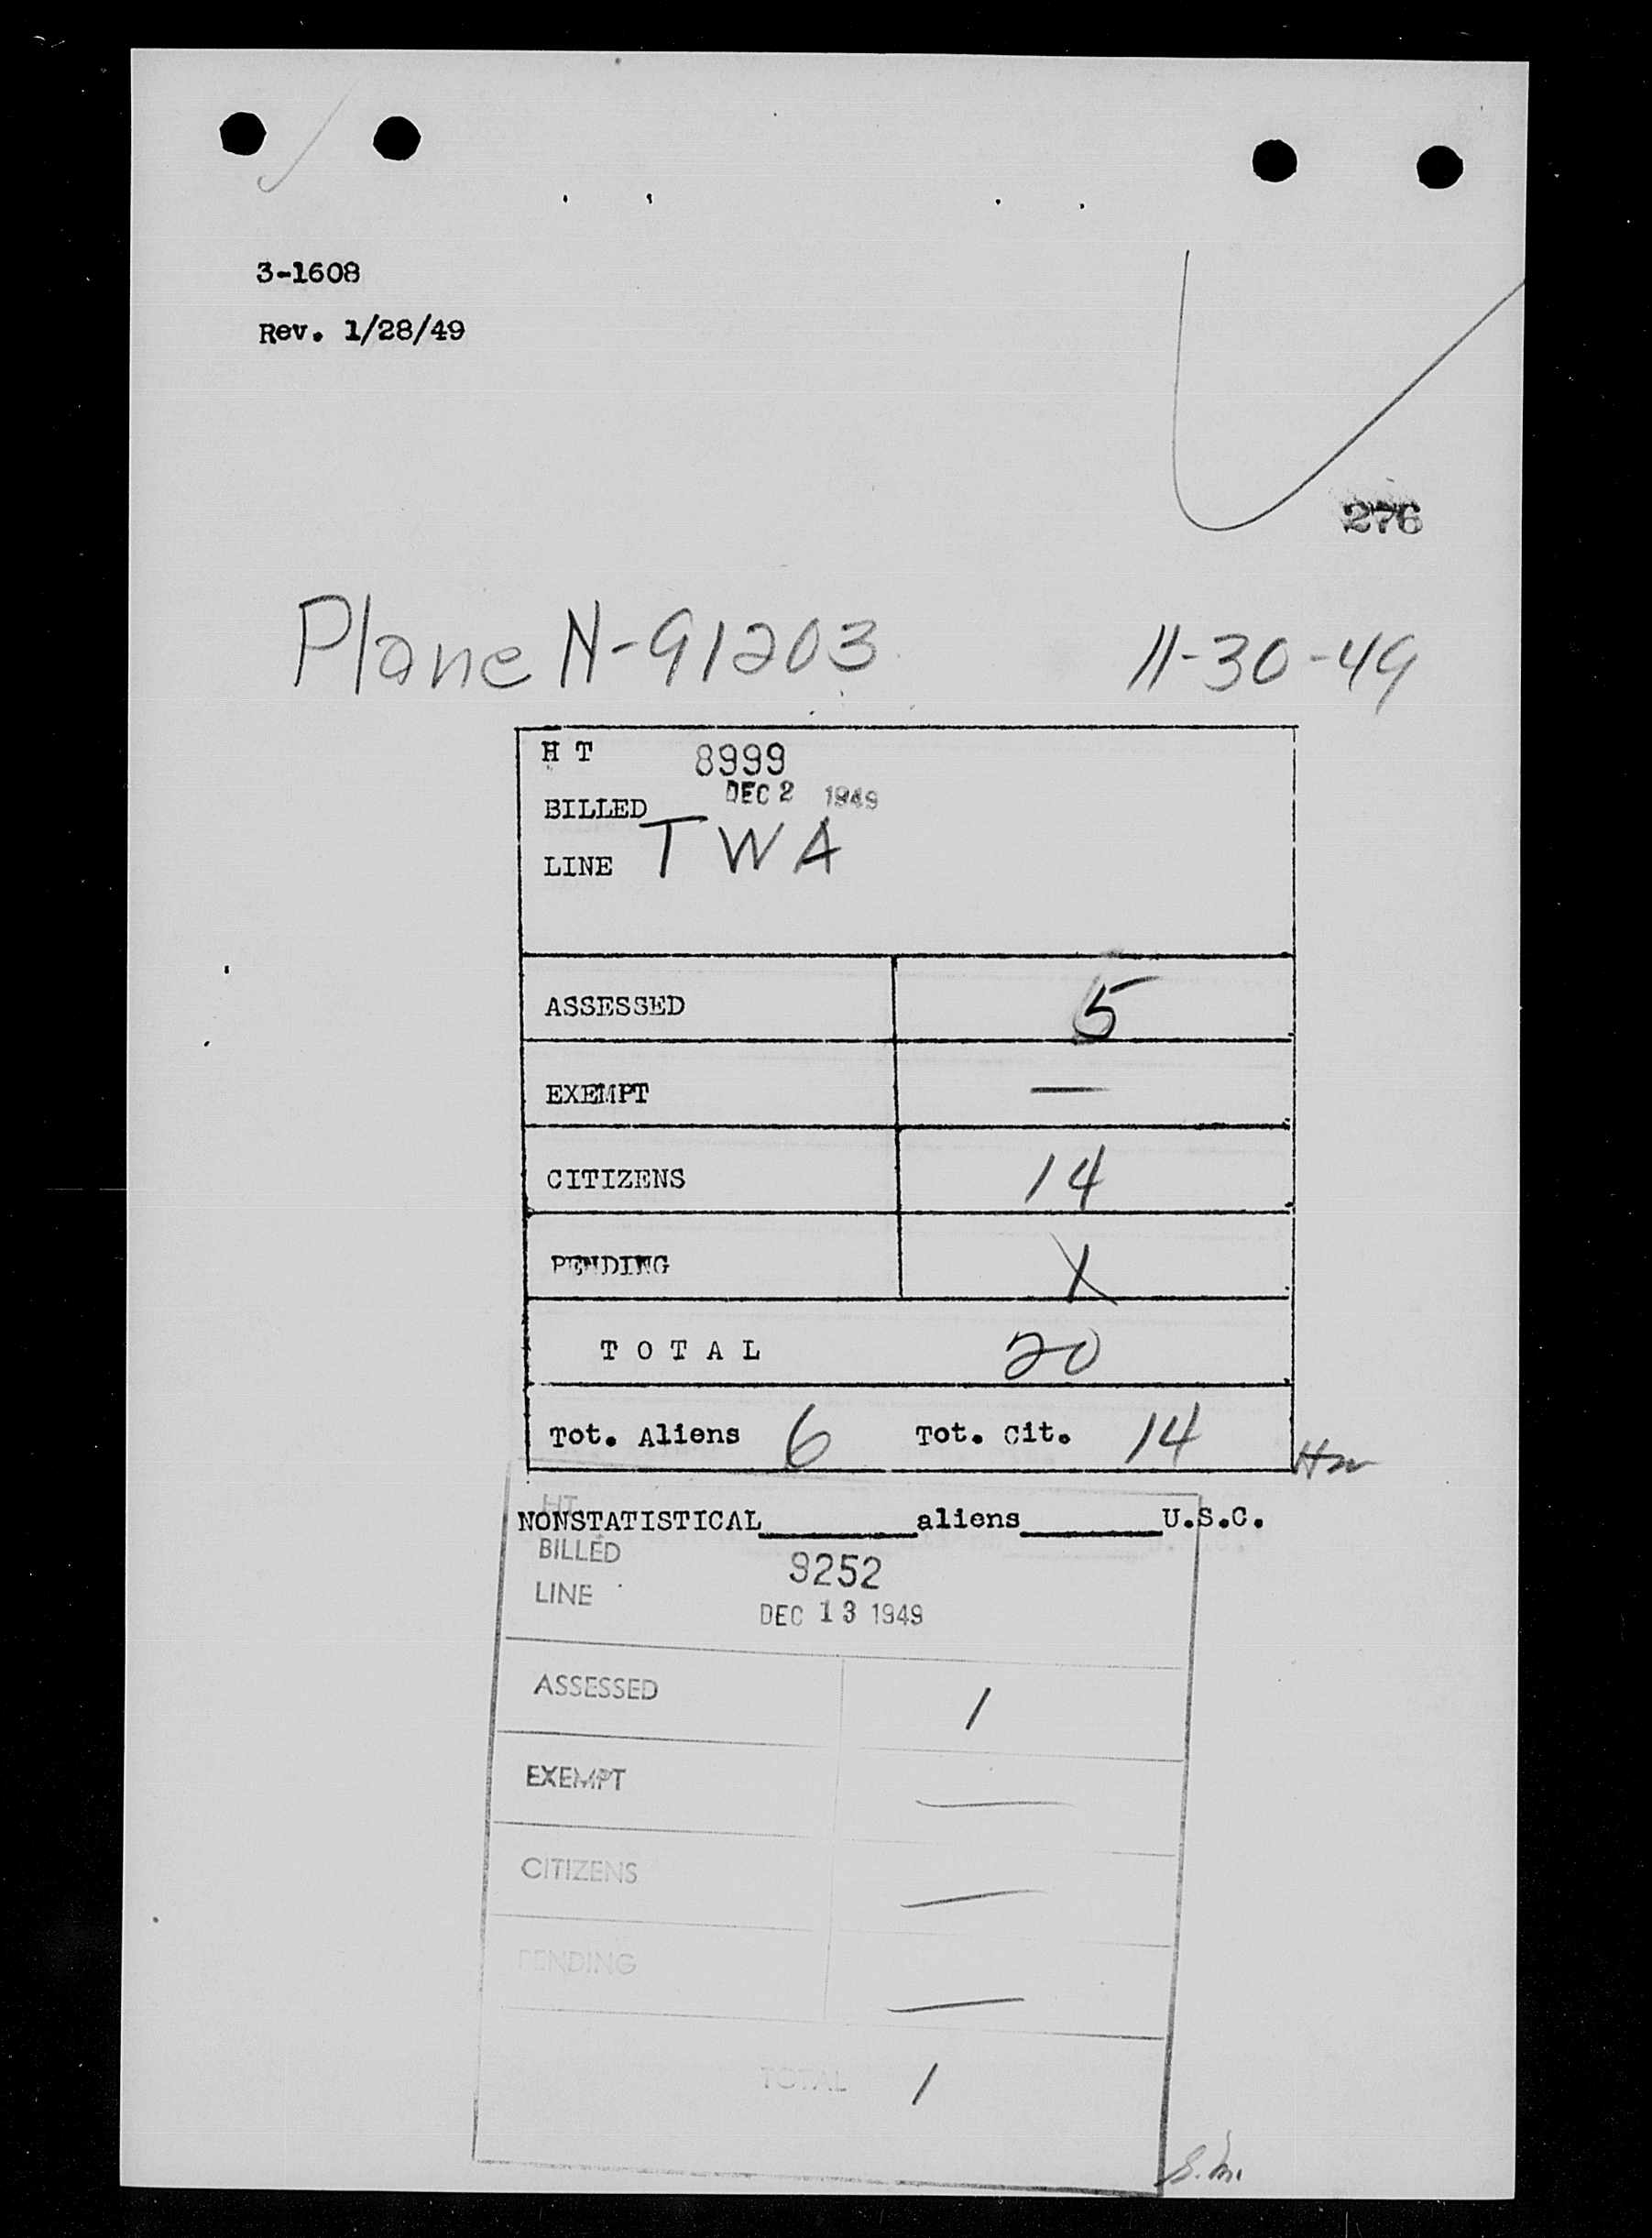 3-1608
Rev. 1/28/49
276
Plane N-91203 11-30-49
H T 8999
DEC 2 1949
BILLED
LINE TWA
ASSESSED 5
EXEMPT —
CITIZENS 14
PENDING X
TOTAL 20
Tot. Aliens 6 Tot. Cit. 14
HT
NONSTATISTICAL________aliens________U.S.C.
BILLED 9252
LINE
DEC 13 1949
ASSESSED 1
EXEMPT —
CITIZENS —
PENDING —
TOTAL 1